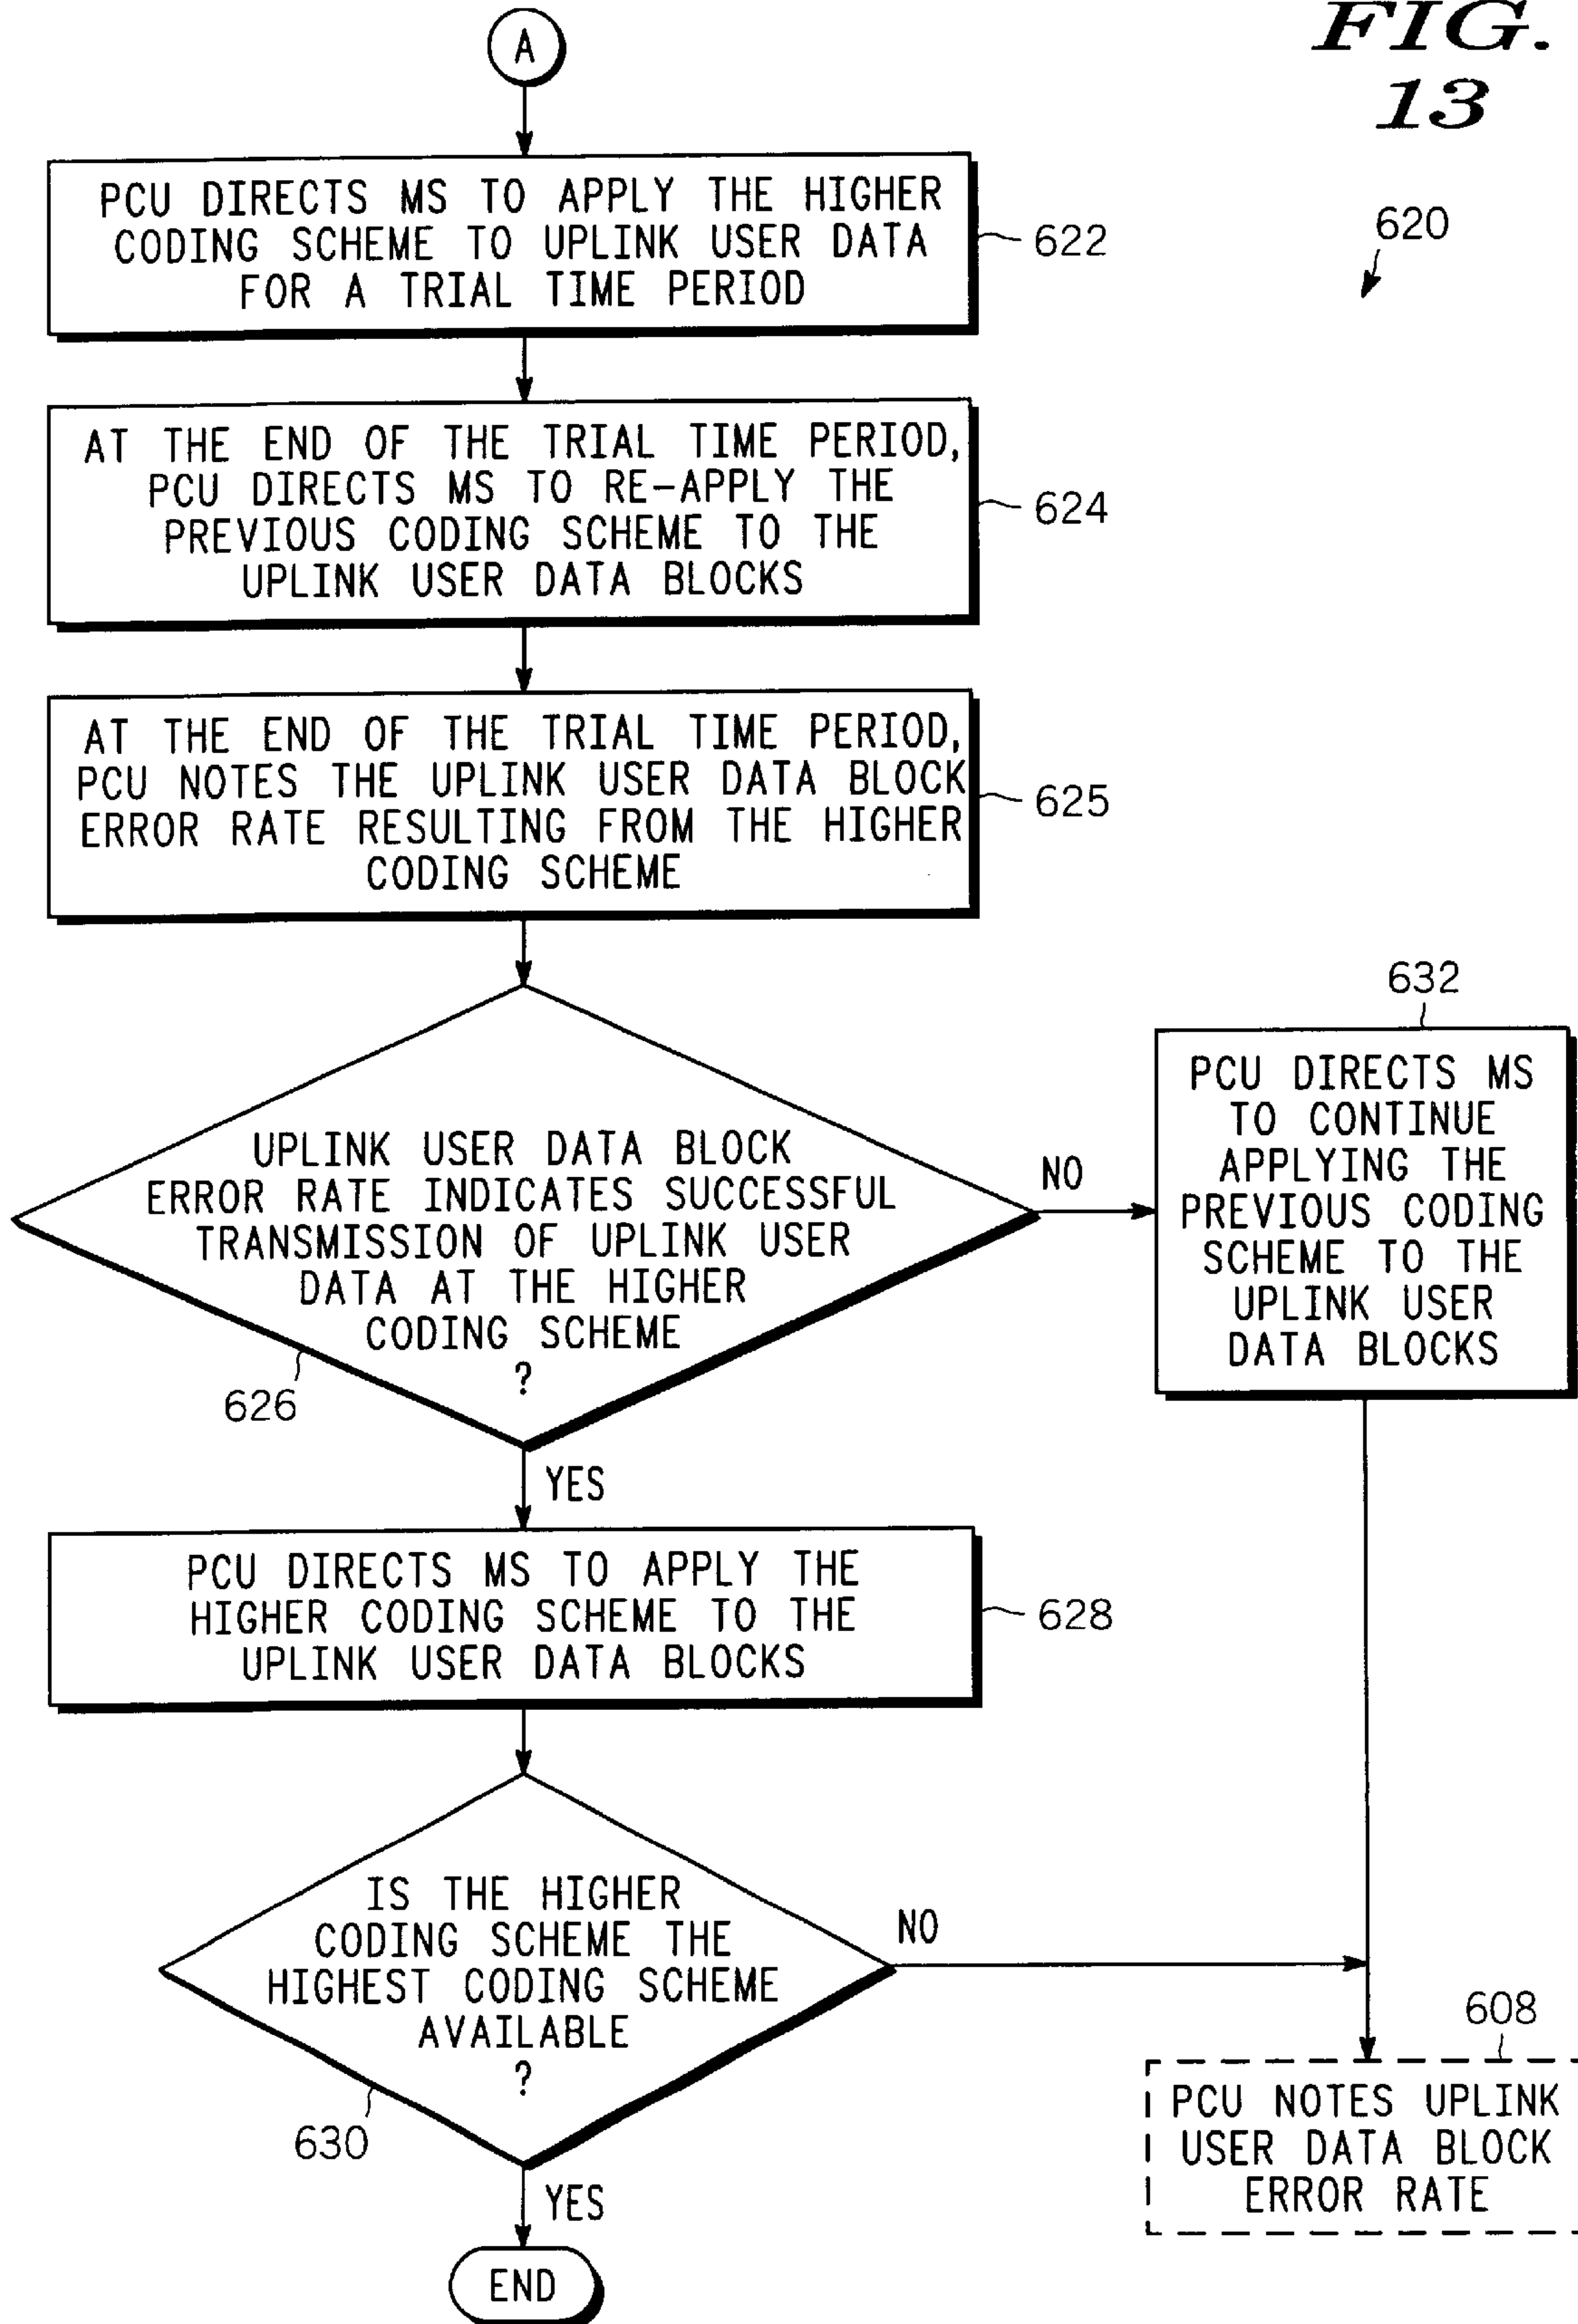 FIG.
13
A
620
PCU DIRECTS MS TO APPLY THE HIGHER
CODING SCHEME TO UPLINK USER DATA
FOR A TRIAL TIME PERIOD
622
AT THE END OF THE TRIAL TIME PERIOD,
PCU DIRECTS MS TO RE-APPLY THE
PREVIOUS CODING SCHEME TO THE
UPLINK USER DATA BLOCKS
624
AT THE END OF THE TRIAL TIME PERIOD,
PCU NOTES THE UPLINK USER DATA BLOCK
ERROR RATE RESULTING FROM THE HIGHER
CODING SCHEME
625
UPLINK USER DATA BLOCK
ERROR RATE INDICATES SUCCESSFUL
TRANSMISSION OF UPLINK USER
DATA AT THE HIGHER
CODING SCHEME
?
626
NO
632
PCU DIRECTS MS
TO CONTINUE
APPLYING THE
PREVIOUS CODING
SCHEME TO THE
UPLINK USER
DATA BLOCKS
YES
PCU DIRECTS MS TO APPLY THE
HIGHER CODING SCHEME TO THE
UPLINK USER DATA BLOCKS
628
IS THE HIGHER
CODING SCHEME THE
HIGHEST CODING SCHEME
AVAILABLE
?
630
NO
608
PCU NOTES UPLINK
USER DATA BLOCK
ERROR RATE
YES
END